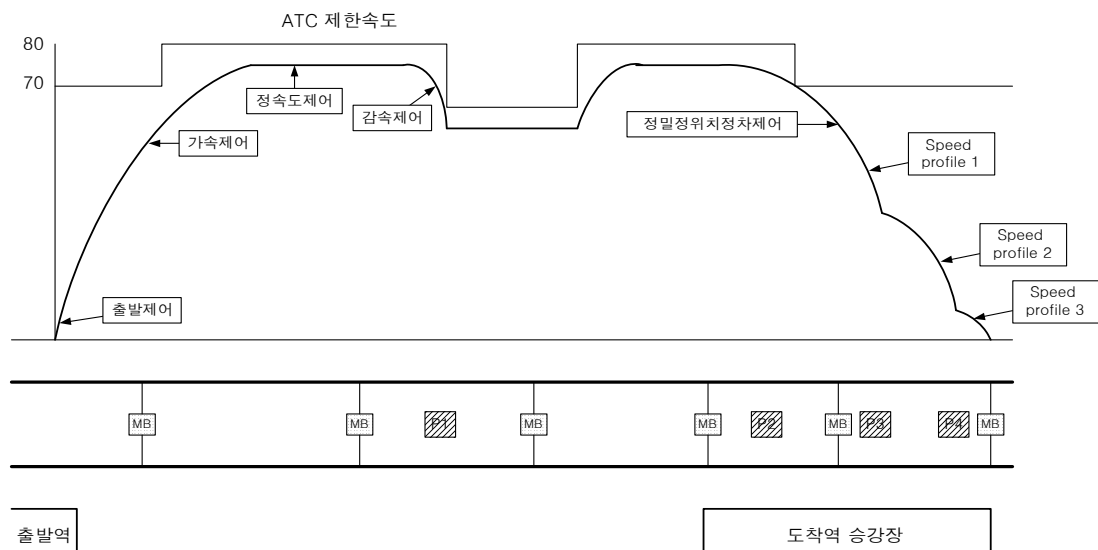 ATC 제한속도
80
70
정속도제어
감속제어
가속제어
정밀정위치정차제어
Speed
profile 1
Speed
profile 2
Speed
profile 3
출발제어
MB
MB
P1
MB
MB
P2
MB
P3
P4
MB
출발역
도착역 승강장